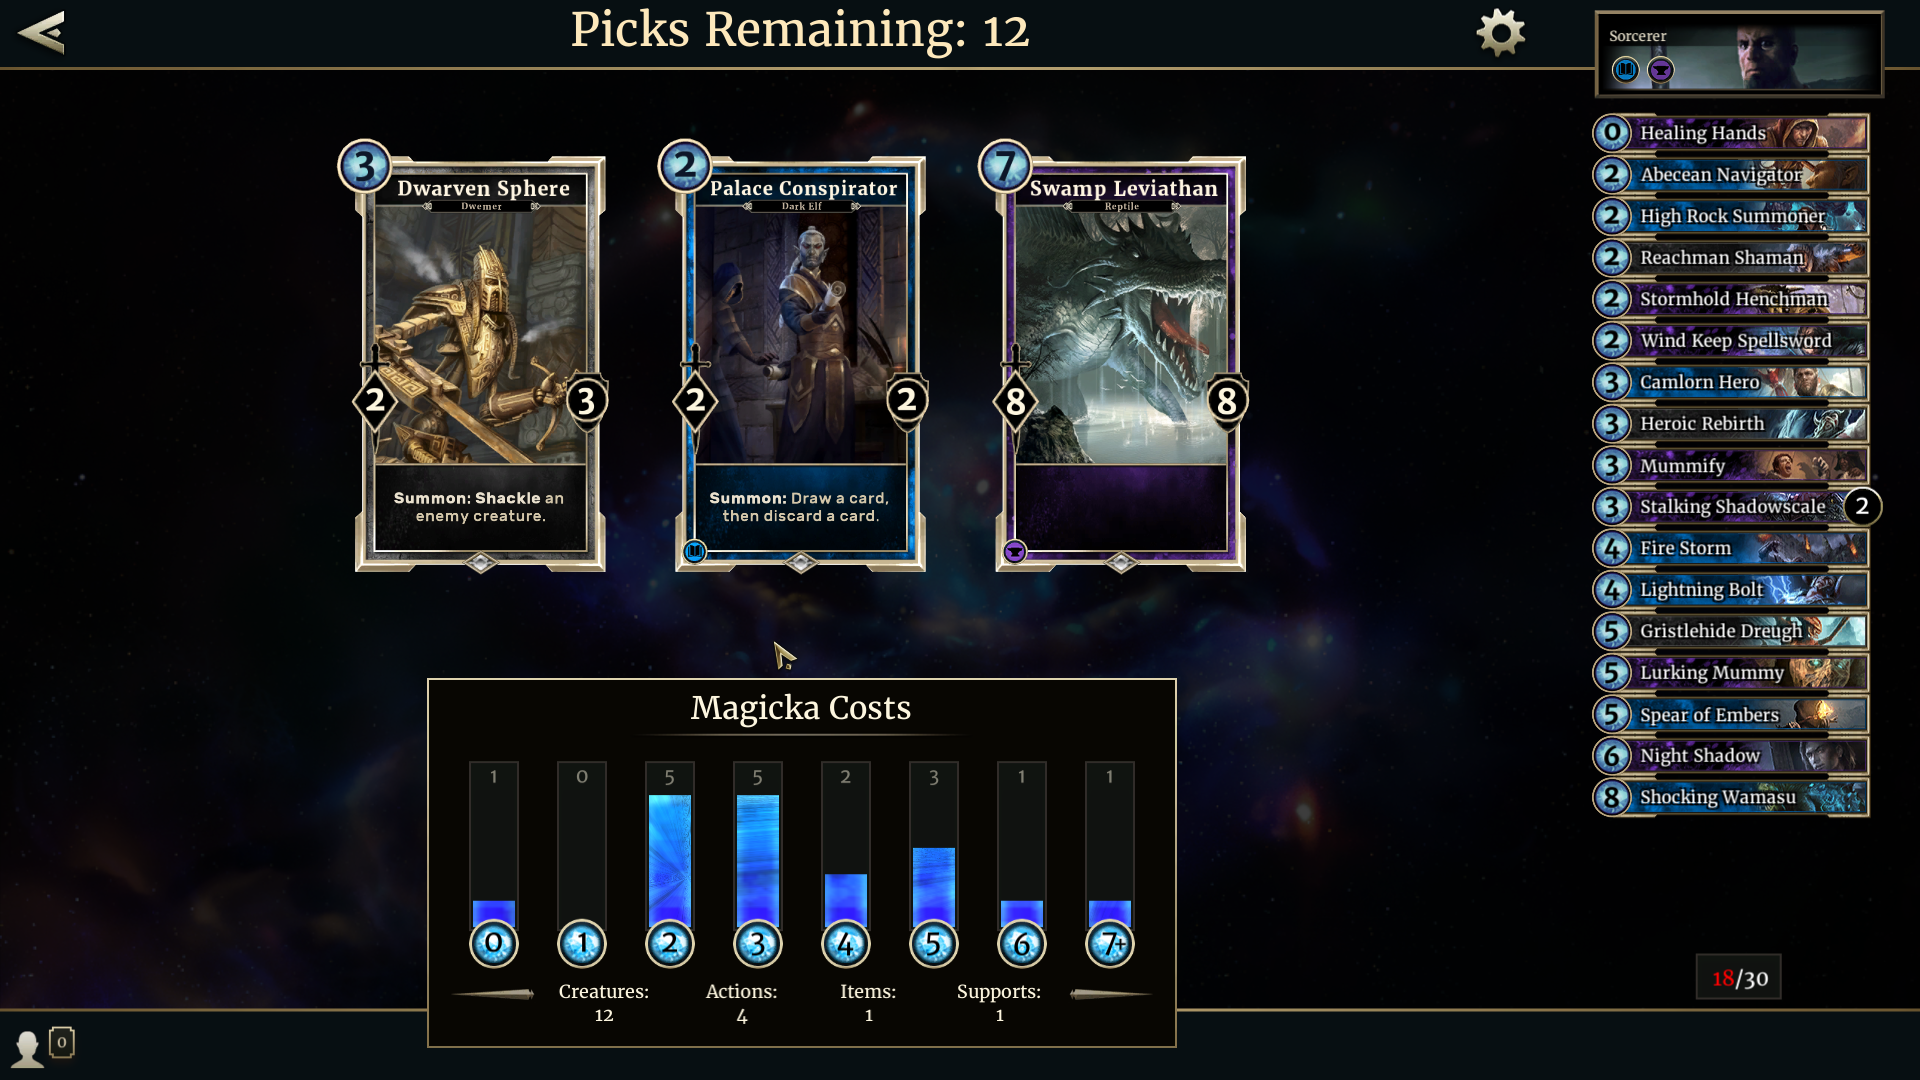 Picks Remaining: 12
Sorcerer
3
Dwarven Sphere
Dwemer
2
3
Summon: Shackle an
enemy creature.
2
Palace Conspirator
Dark Elf
2
2
Summon: Draw a card,
then discard a card.
7
Swamp Leviathan
Reptile
8
8
0 Healing Hands
2 Abecean Navigator
2 High Rock Summoner
2 Reachman Shaman
2 Stormhold Henchman
2 Wind Keep Spellsword
3 Camlorn Hero
3 Heroic Rebirth
3 Mummify
3 Stalking Shadowscale 2
4 Fire Storm
4 Lightning Bolt
5 Gristlehide Dreugh
5 Lurking Mummy
5 Spear of Embers
6 Night Shadow
8 Shocking Wamasu
18/30
Magicka Costs
1 0 5 5 2 3 1 1
0 1 2 3 4 5 6 7+
Creatures: Actions: Items: Supports:
12 4 1 1
0